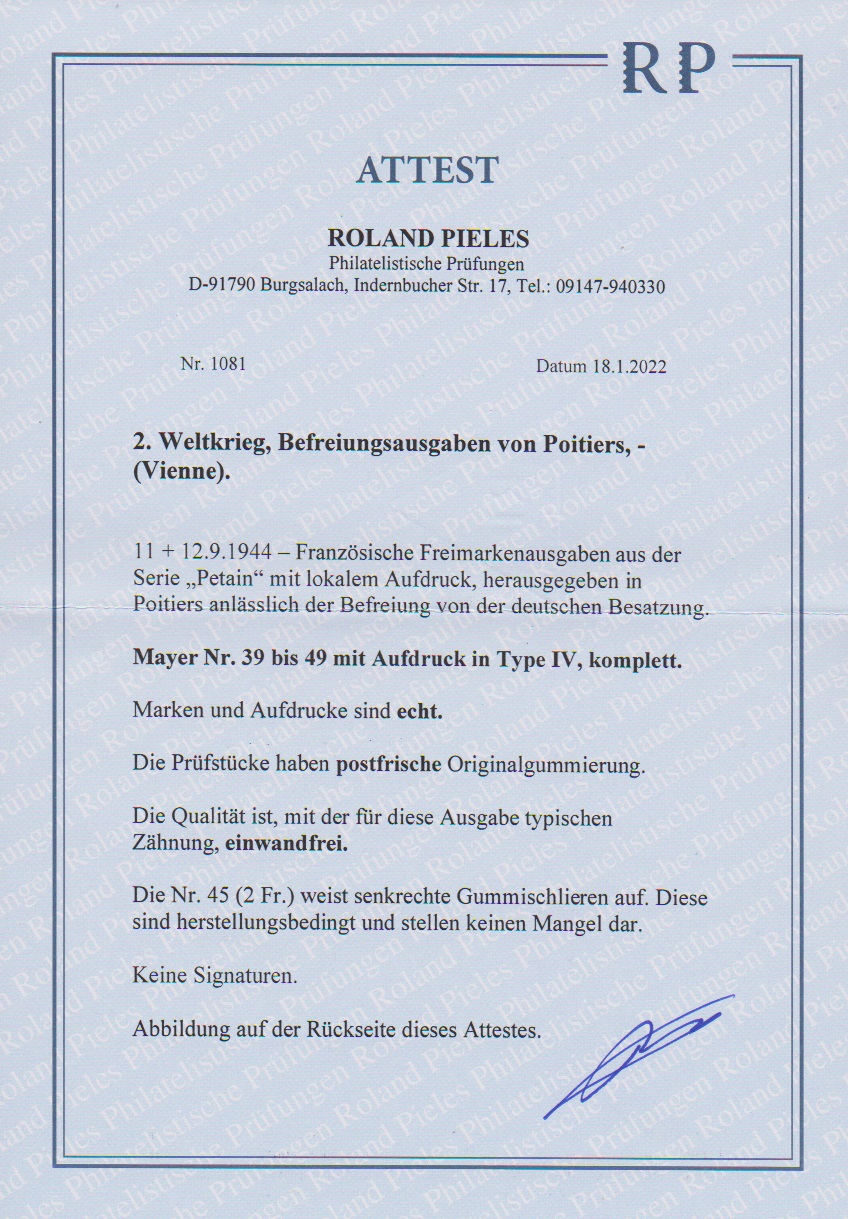 RP
ATTEST
ROLAND PIELES
Philatelistische Prüfungen
D-91790 Burgsalach, Indernbucher Str. 17, Tel.: 09147-940330
Nr. 1081
Datum 18.1.2022
2. Weltkrieg, Befreiungsausgaben von Poitiers, -
(Vienne).
11 + 12.9.1944 – Französische Freimarkenausgaben aus der
Serie „Petain“ mit lokalem Aufdruck, herausgegeben in
Poitiers anlässlich der Befreiung von der deutschen Besatzung.
Mayer Nr. 39 bis 49 mit Aufdruck in Type IV, komplett.
Marken und Aufdrucke sind echt.
Die Prüfstücke haben postfrische Originalgummierung.
Die Qualität ist, mit der für diese Ausgabe typischen
Zähnung, einwandfrei.
Die Nr. 45 (2 Fr.) weist senkrechte Gummischlieren auf. Diese
sind herstellungsbedingt und stellen keinen Mangel dar.
Keine Signaturen.
Abbildung auf der Rückseite dieses Attestes.